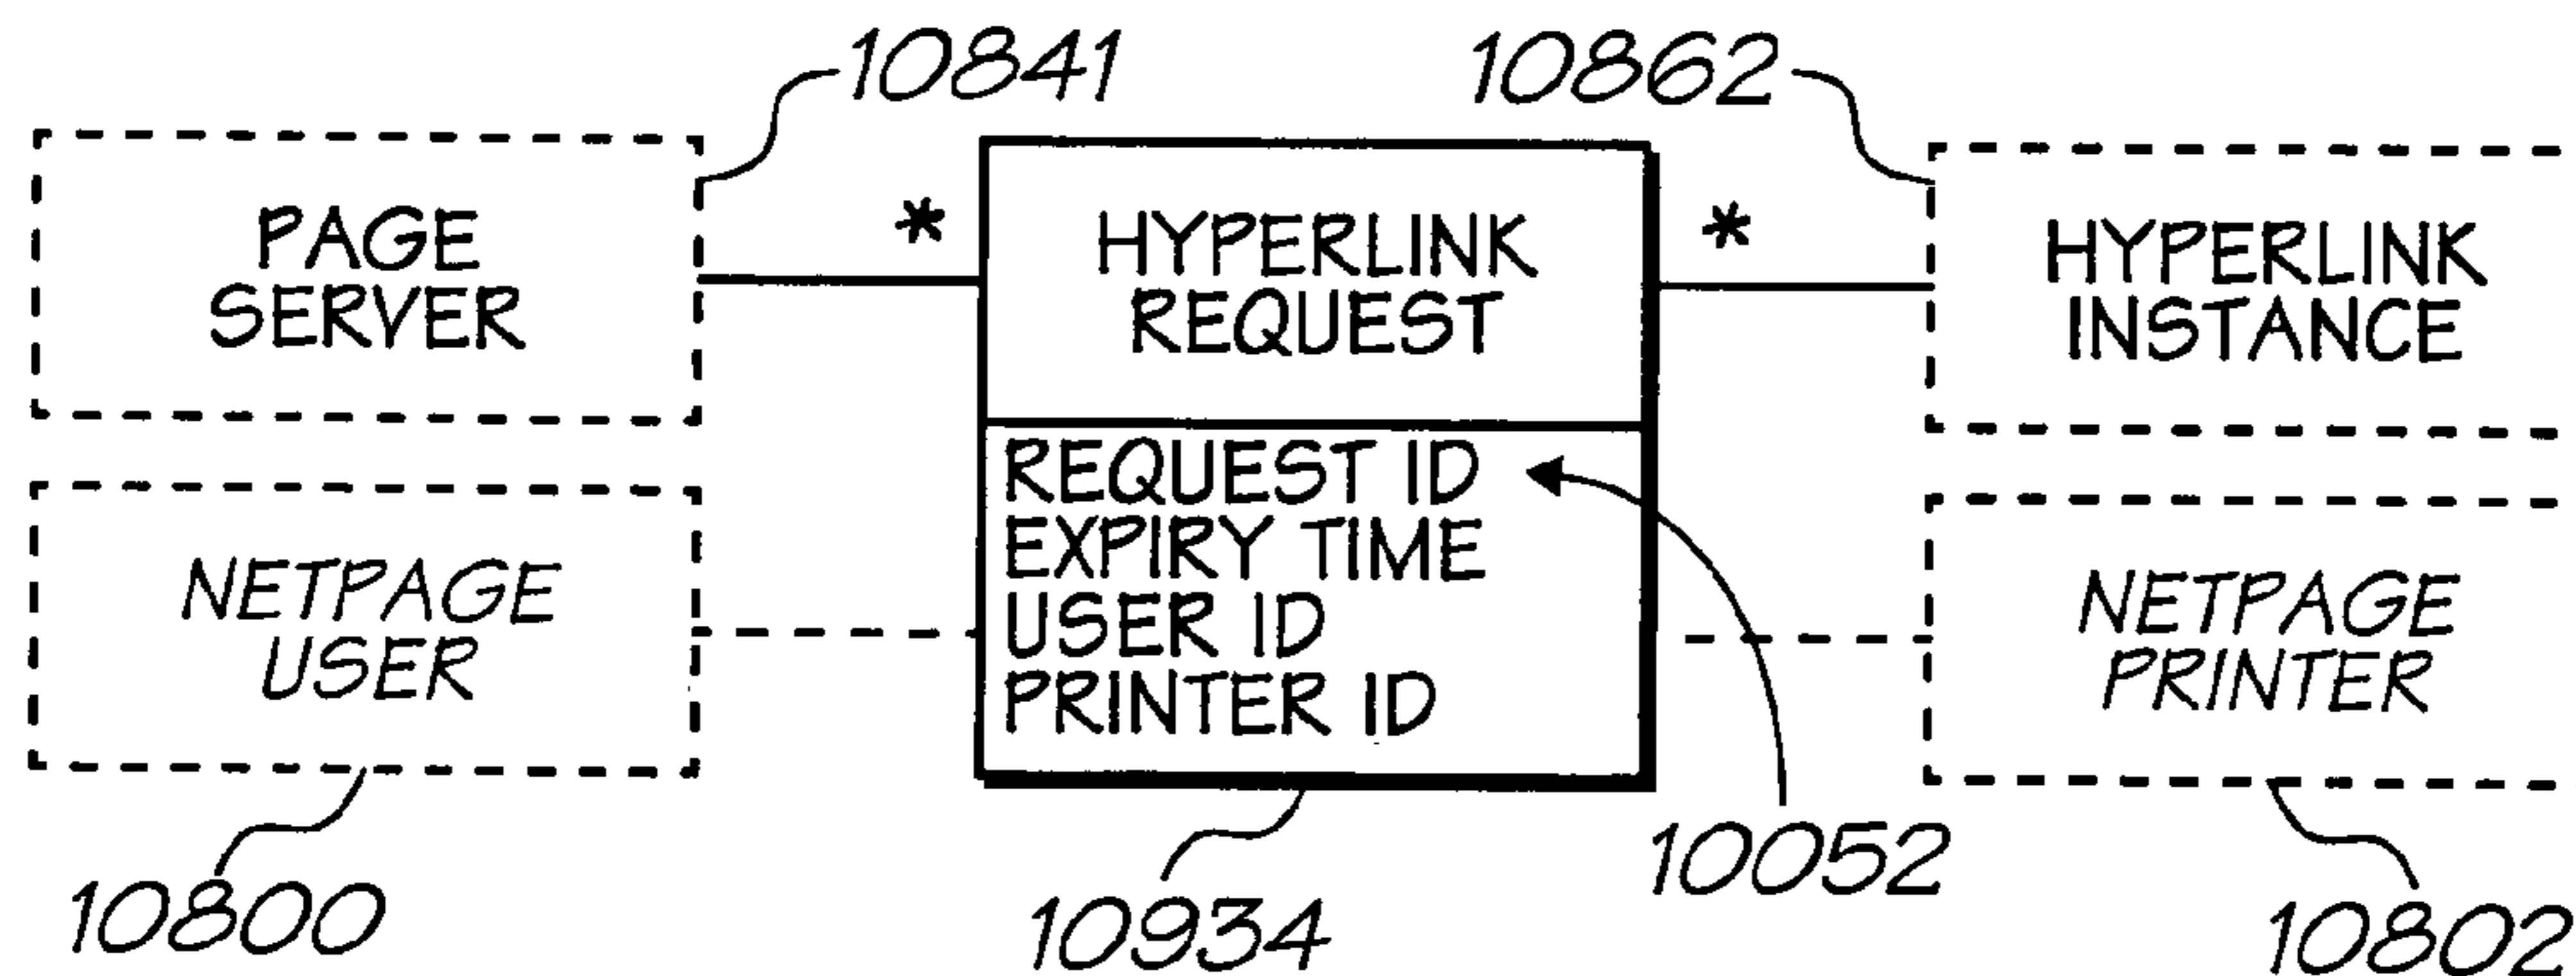 10841
10862
PAGE
SERVER
*
HYPERLINK
REQUEST
*
HYPERLINK
INSTANCE
NETPAGE
USER
REQUEST ID
EXPIRY TIME
USER ID
PRINTER ID
NETPAGE
PRINTER
10800
10934
10052
10802